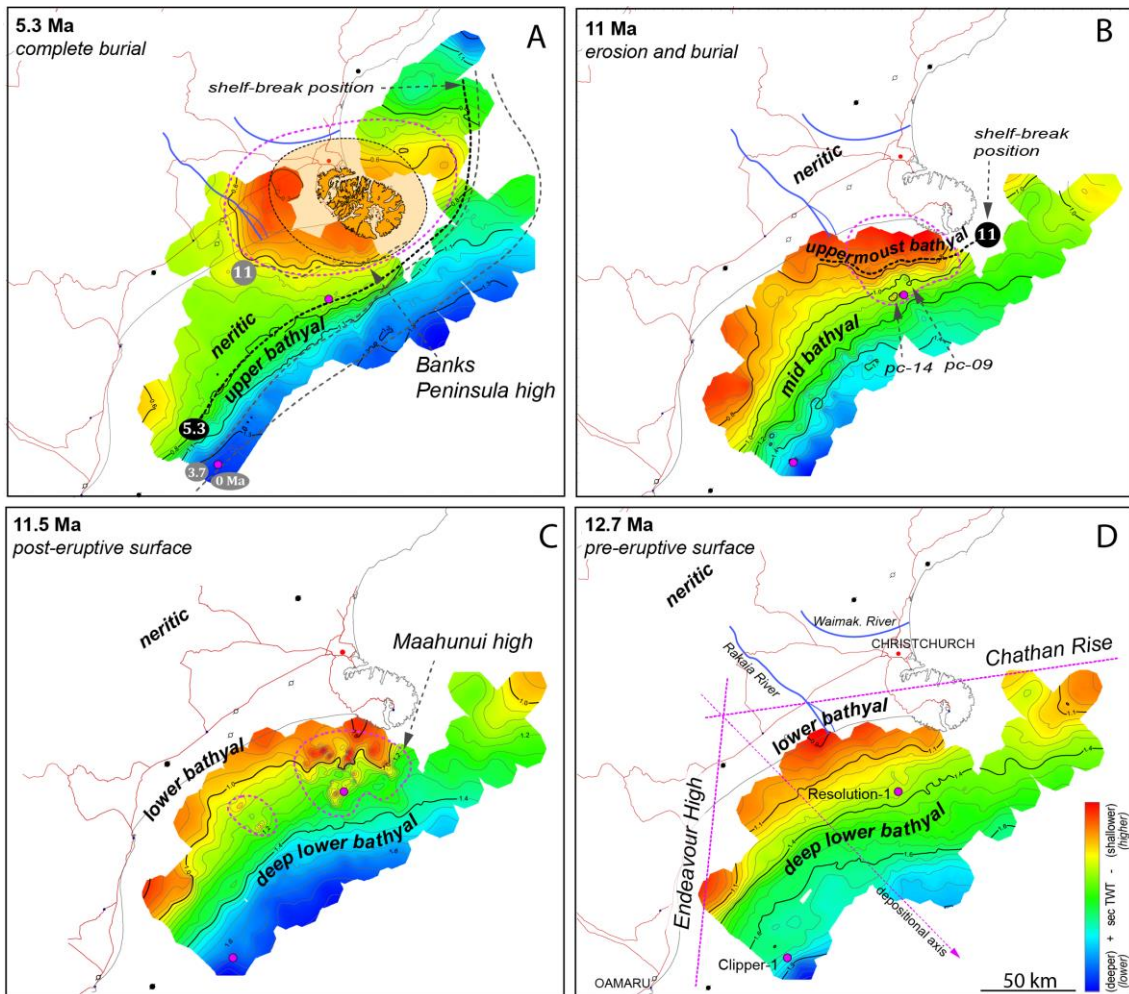 5.3 Ma
complete burial
A
shelf-break position
11
neritic
upper bathyal
Banks
Peninsula high
5.3
3.7
0 Ma
11 Ma
erosion and burial
B
shelf-break
position
neritic
11
uppermoust bathyal
mid bathyal
pc-14
pc-09
11.5 Ma
post-eruptive surface
C
neritic
Maahunui high
lower bathyal
deep lower bathyal
12.7 Ma
pre-eruptive surface
D
neritic
Waimak. River
CHRISTCHURCH
Rakaia River
Chathan Rise
lower bathyal
Endeavour High
Resolution-1
deep lower bathyal
depositional axis
Clipper-1
OAMARU
50 km
(deeper) + sec TWT - (shallower)
(lower)
(higher)